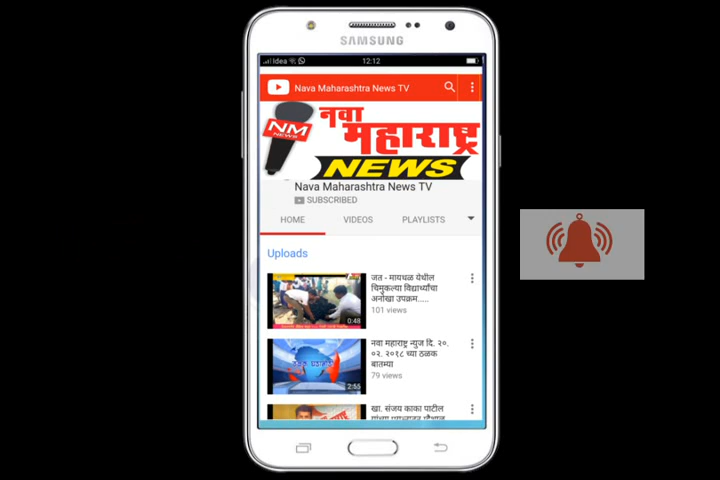 SAMSUNG
Idea
12:12
Nava Maharashtra News TV
NM
NEWS
नवा
महाराष्ट्र
NEWS
Nava Maharashtra News TV
SUBSCRIBED
HOME VIDEOS PLAYLISTS
Uploads
जत - मायथळ येथील
चिमुकल्या विद्यार्थ्यांचा
अनोखा उपक्रम.....
101 views
0:48
नवा महाराष्ट्र न्युज दि. २०.
०२. २०१८ च्या ठळक
बातम्या
79 views
2:55
खा. संजय काका पाटील